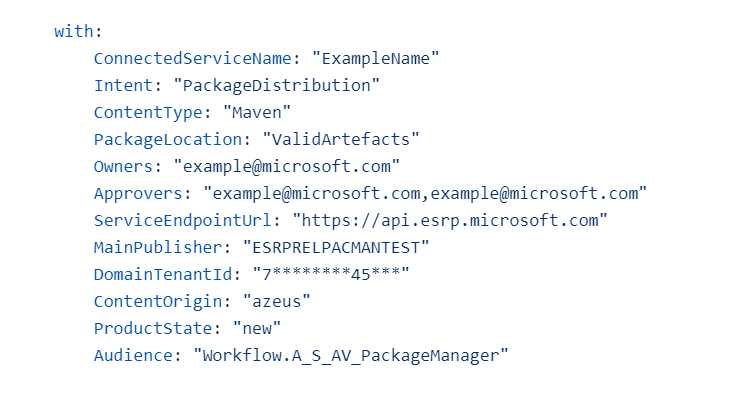 with:
ConnectedServiceName: "ExampleName"
Intent: "PackageDistribution"
ContentType: "Maven"
PackageLocation: "ValidArtefacts"
Owners: "example@microsoft.com"
Approvers: "example@microsoft.com,example@microsoft.com"
ServiceEndpointUrl: "https://api.esrp.microsoft.com"
MainPublisher: "ESRPRELPACMANTEST"
DomainTenantId: "7********45***"
ContentOrigin: "azeus"
ProductState: "new"
Audience: "Workflow.A_S_AV_PackageManager"